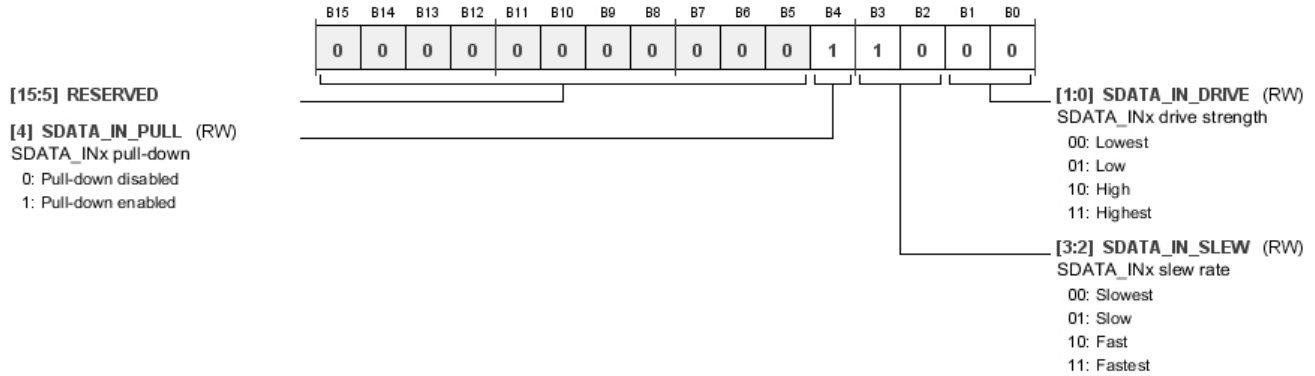 B15 B14 B13 B12 B11 B10 B9 B8 B7 B6 B5 B4 B3 B2 B1 B0
0 0 0 0 0 0 0 0 0 0 0 1 1 0 0 0
[15:5] RESERVED
[4] SDATA_IN_PULL (RW)
SDATA_INx pull-down
0: Pull-down disabled
1: Pull-down enabled
[1:0] SDATA_IN_DRIVE (RW)
SDATA_INx drive strength
00: Lowest
01: Low
10: High
11: Highest
[3:2] SDATA_IN_SLEW (RW)
SDATA_INx slew rate
00: Slowest
01: Slow
10: Fast
11: Fastest